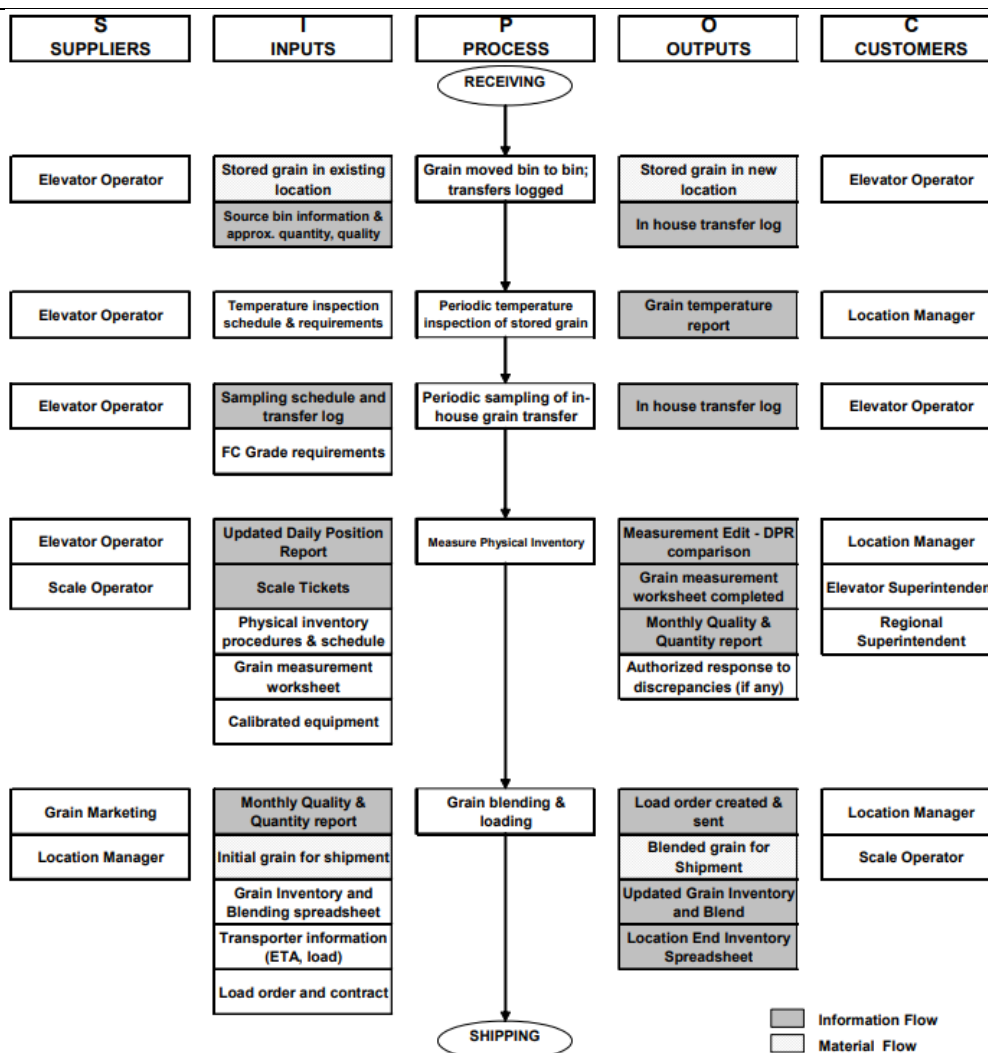 S
SUPPLIERS
I
INPUTS
P
PROCESS
O
OUTPUTS
C
CUSTOMERS
RECEIVING
Elevator Operator
Stored grain in existing
location
Source bin information &
approx. quantity, quality
Grain moved bin to bin;
transfers logged
Stored grain in new
location
In house transfer log
Elevator Operator
Elevator Operator
Temperature inspection
schedule & requirements
Periodic temperature
inspection of stored grain
Grain temperature
report
Location Manager
Elevator Operator
Sampling schedule and
transfer log
FC Grade requirements
Periodic sampling of in-
house grain transfer
In house transfer log
Elevator Operator
Elevator Operator
Scale Operator
Updated Daily Position
Report
Scale Tickets
Physical inventory
procedures & schedule
Grain measurement
worksheet
Calibrated equipment
Measure Physical Inventory
Measurement Edit - DPR
comparison
Grain measurement
worksheet completed
Monthly Quality &
Quantity report
Authorized response to
discrepancies (if any)
Location Manager
Elevator Superintenden
Regional
Superintendent
Grain Marketing
Location Manager
Monthly Quality &
Quantity report
Initial grain for shipment
Grain Inventory and
Blending spreadsheet
Transporter information
(ETA, load)
Load order and contract
Grain blending &
loading
Load order created &
sent
Blended grain for
Shipment
Updated Grain Inventory
and Blend
Location End Inventory
Spreadsheet
Location Manager
Scale Operator
SHIPPING
Information Flow
Material Flow